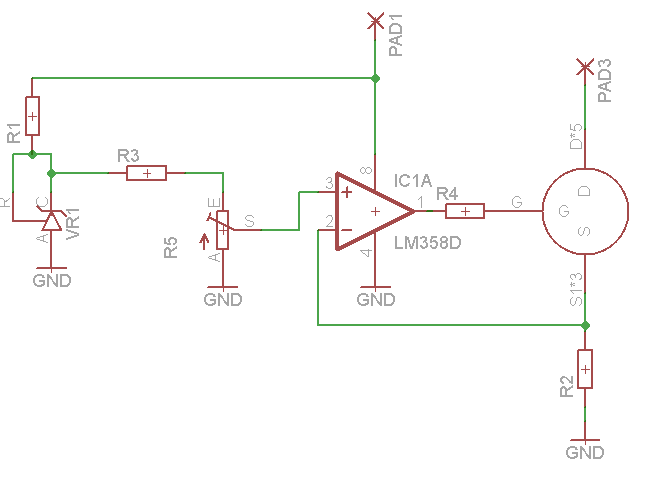 PAD1
PAD3
R1
R
C
A
VR1
GND
R3
E
S
A
R5
GND
3
2
8
4
1
IC1A
LM358D
GND
R4
G
D*5
D
G
S
S1*3
R2
GND